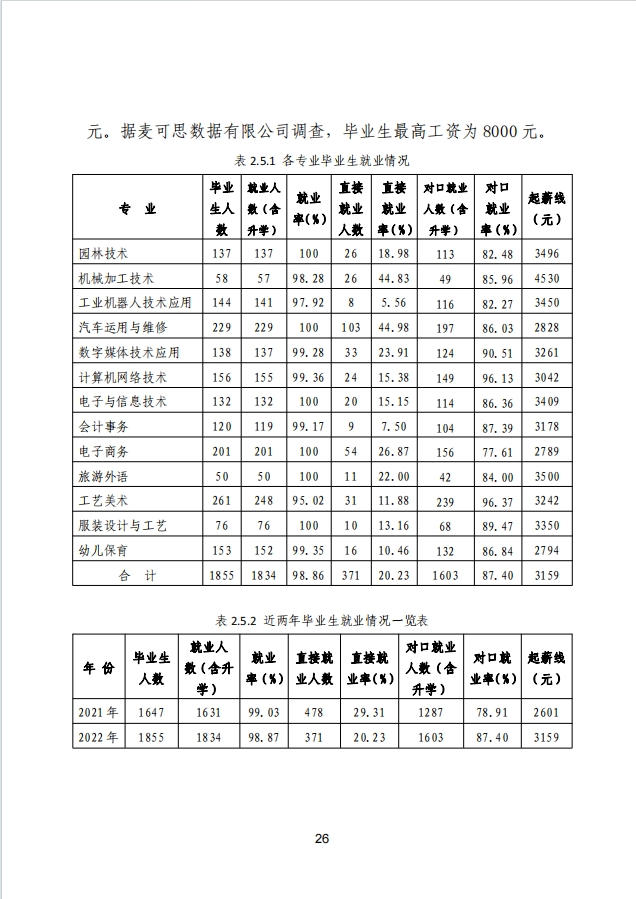 元。据麦可思数据有限公司调查，毕业生最高工资为 8000 元。
表 2.5.1 各专业毕业生就业情况
专 业 毕业生人数 就业人数（含升学） 就业率(%) 直接就业人数 直接就业率(%) 对口就业人数（含升学） 对口就业率(%) 起薪线（元）
园林技术 137 137 100 26 18.98 113 82.48 3496
机械加工技术 58 57 98.28 26 44.83 49 85.96 4530
工业机器人技术应用 144 141 97.92 8 5.56 116 82.27 3450
汽车运用与维修 229 229 100 103 44.98 197 86.03 2828
数字媒体技术应用 138 137 99.28 33 23.91 124 90.51 3261
计算机网络技术 156 155 99.36 24 15.38 149 96.13 3042
电子与信息技术 132 132 100 20 15.15 114 86.36 3409
会计事务 120 119 99.17 9 7.50 104 87.39 3178
电子商务 201 201 100 54 26.87 156 77.61 2789
旅游外语 50 50 100 11 22.00 42 84.00 3500
工艺美术 261 248 95.02 31 11.88 239 96.37 3242
服装设计与工艺 76 76 100 10 13.16 68 89.47 3350
幼儿保育 153 152 99.35 16 10.46 132 86.84 2794
合 计 1855 1834 98.86 371 20.23 1603 87.40 3159
表 2.5.2 近两年毕业生就业情况一览表
年 份 毕业生人数 就业人数（含升学） 就业率（%） 直接就业人数 直接就业率(%) 对口就业人数（含升学） 对口就业率(%) 起薪线（元）
2021年 1647 1631 99.03 478 29.31 1287 78.91 2601
2022年 1855 1834 98.87 371 20.23 1603 87.40 3159
26